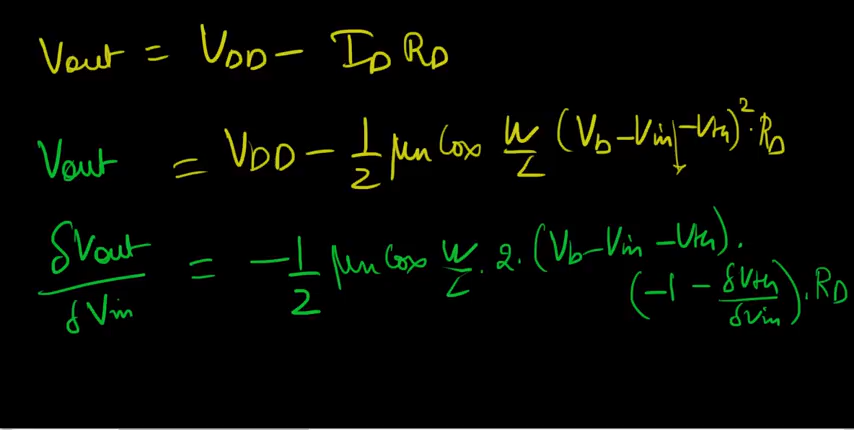 Vout = VDD − ID RD
Vout = VDD − 1/2 μn Cox W/L (Vb − Vin − Vth)² · RD
δVout/δVin = −1/2 μn Cox W/L · 2 · (Vb − Vin − Vth) ·
(−1 − δVth/δVin) · RD